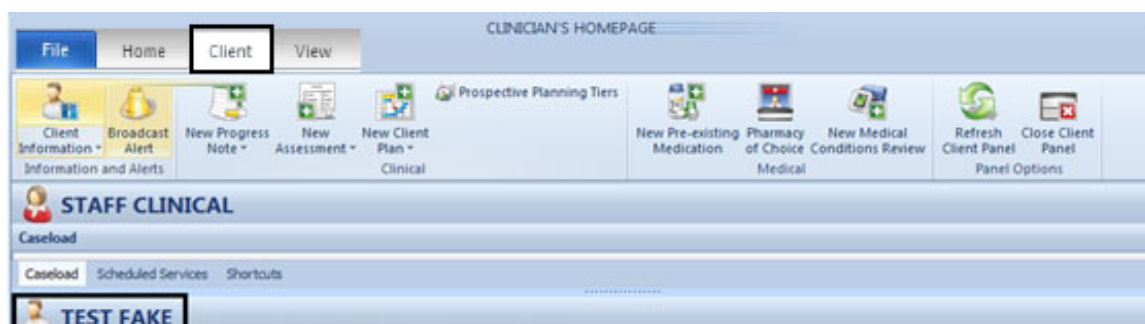 CLINICIAN'S HOMEPAGE
File Home Client View
Prospective Planning Tiers
Client Broadcast New Progress New New Client New Pre-existing Pharmacy New Medical Refresh Close Client
Information Alert Note Assessment Plan Medication of Choice Conditions Review Client Panel Panel
Information and Alerts Clinical Medical Panel Options
STAFF CLINICAL
Caseload
Caseload Scheduled Services Shortcuts
TEST FAKE